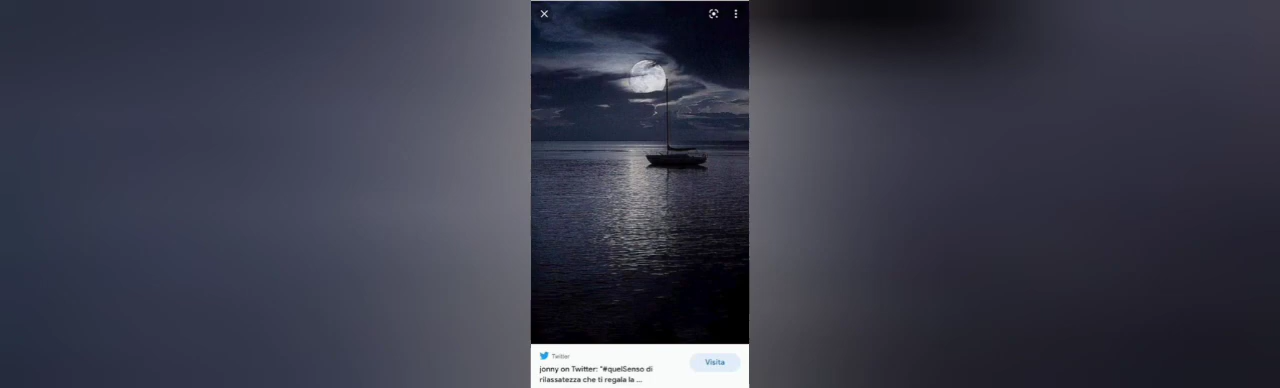 Twitter
jonny on Twitter: "#quelSenso di
Visita
rilassatezza che ti regala la ...